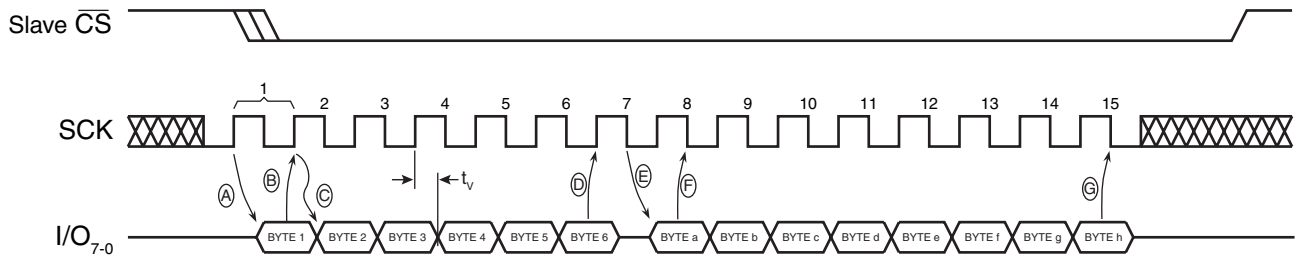 Slave CS
1
2 3 4 5 6 7 8 9 10 11 12 13 14 15
SCK
A B C t_v D E F G
I/O7-0
BYTE 1 BYTE 2 BYTE 3 BYTE 4 BYTE 5 BYTE 6 BYTE a BYTE b BYTE c BYTE d BYTE e BYTE f BYTE g BYTE h